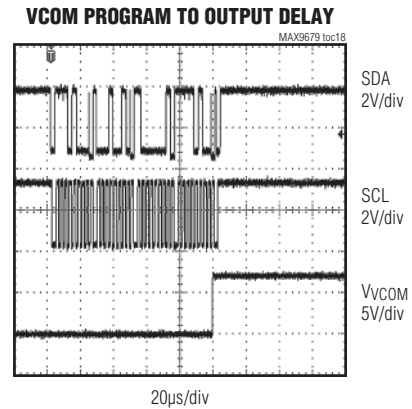 VCOM PROGRAM TO OUTPUT DELAY
MAX9679 toc18
T
SDA
2V/div
SCL
2V/div
VVCOM
5V/div
20µs/div